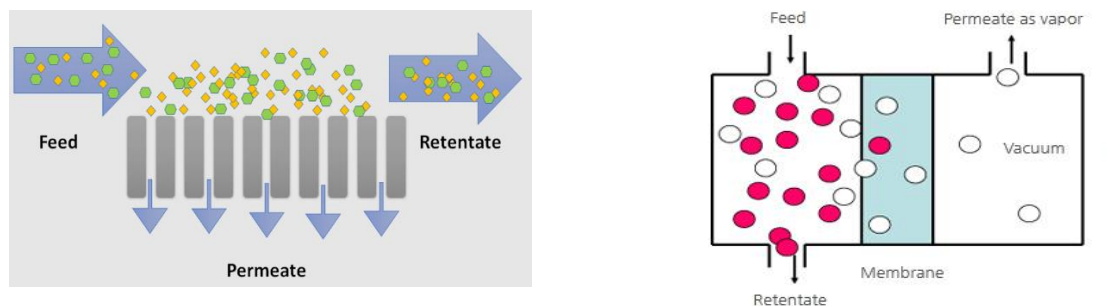 Feed
Retentate
Permeate
Feed
Permeate as vapor
Vacuum
Membrane
Retentate